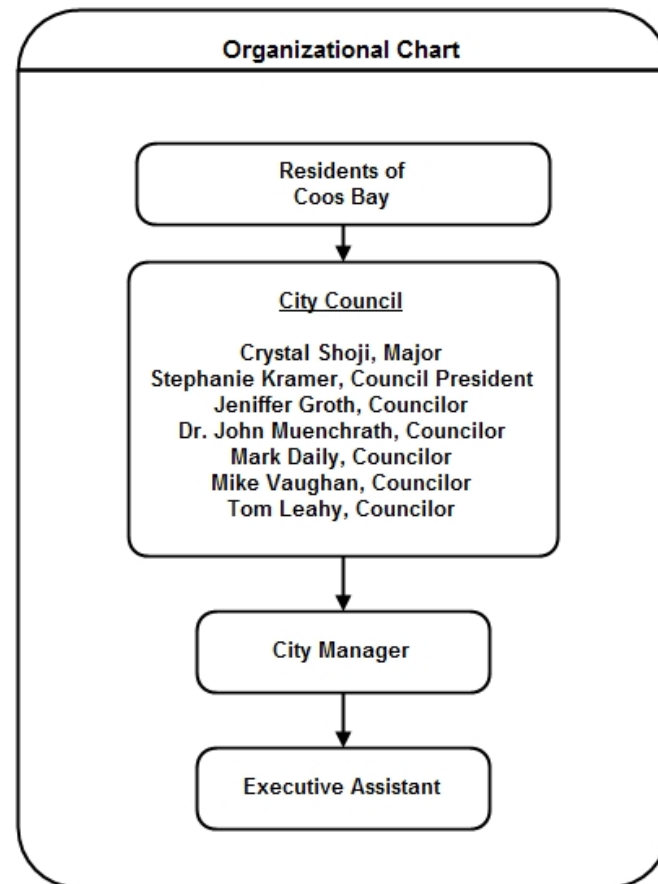 Organizational Chart
Residents of
Coos Bay
City Council
Crystal Shoji, Major
Stephanie Kramer, Council President
Jeniffer Groth, Councilor
Dr. John Muenchrath, Councilor
Mark Daily, Councilor
Mike Vaughan, Councilor
Tom Leahy, Councilor
City Manager
Executive Assistant